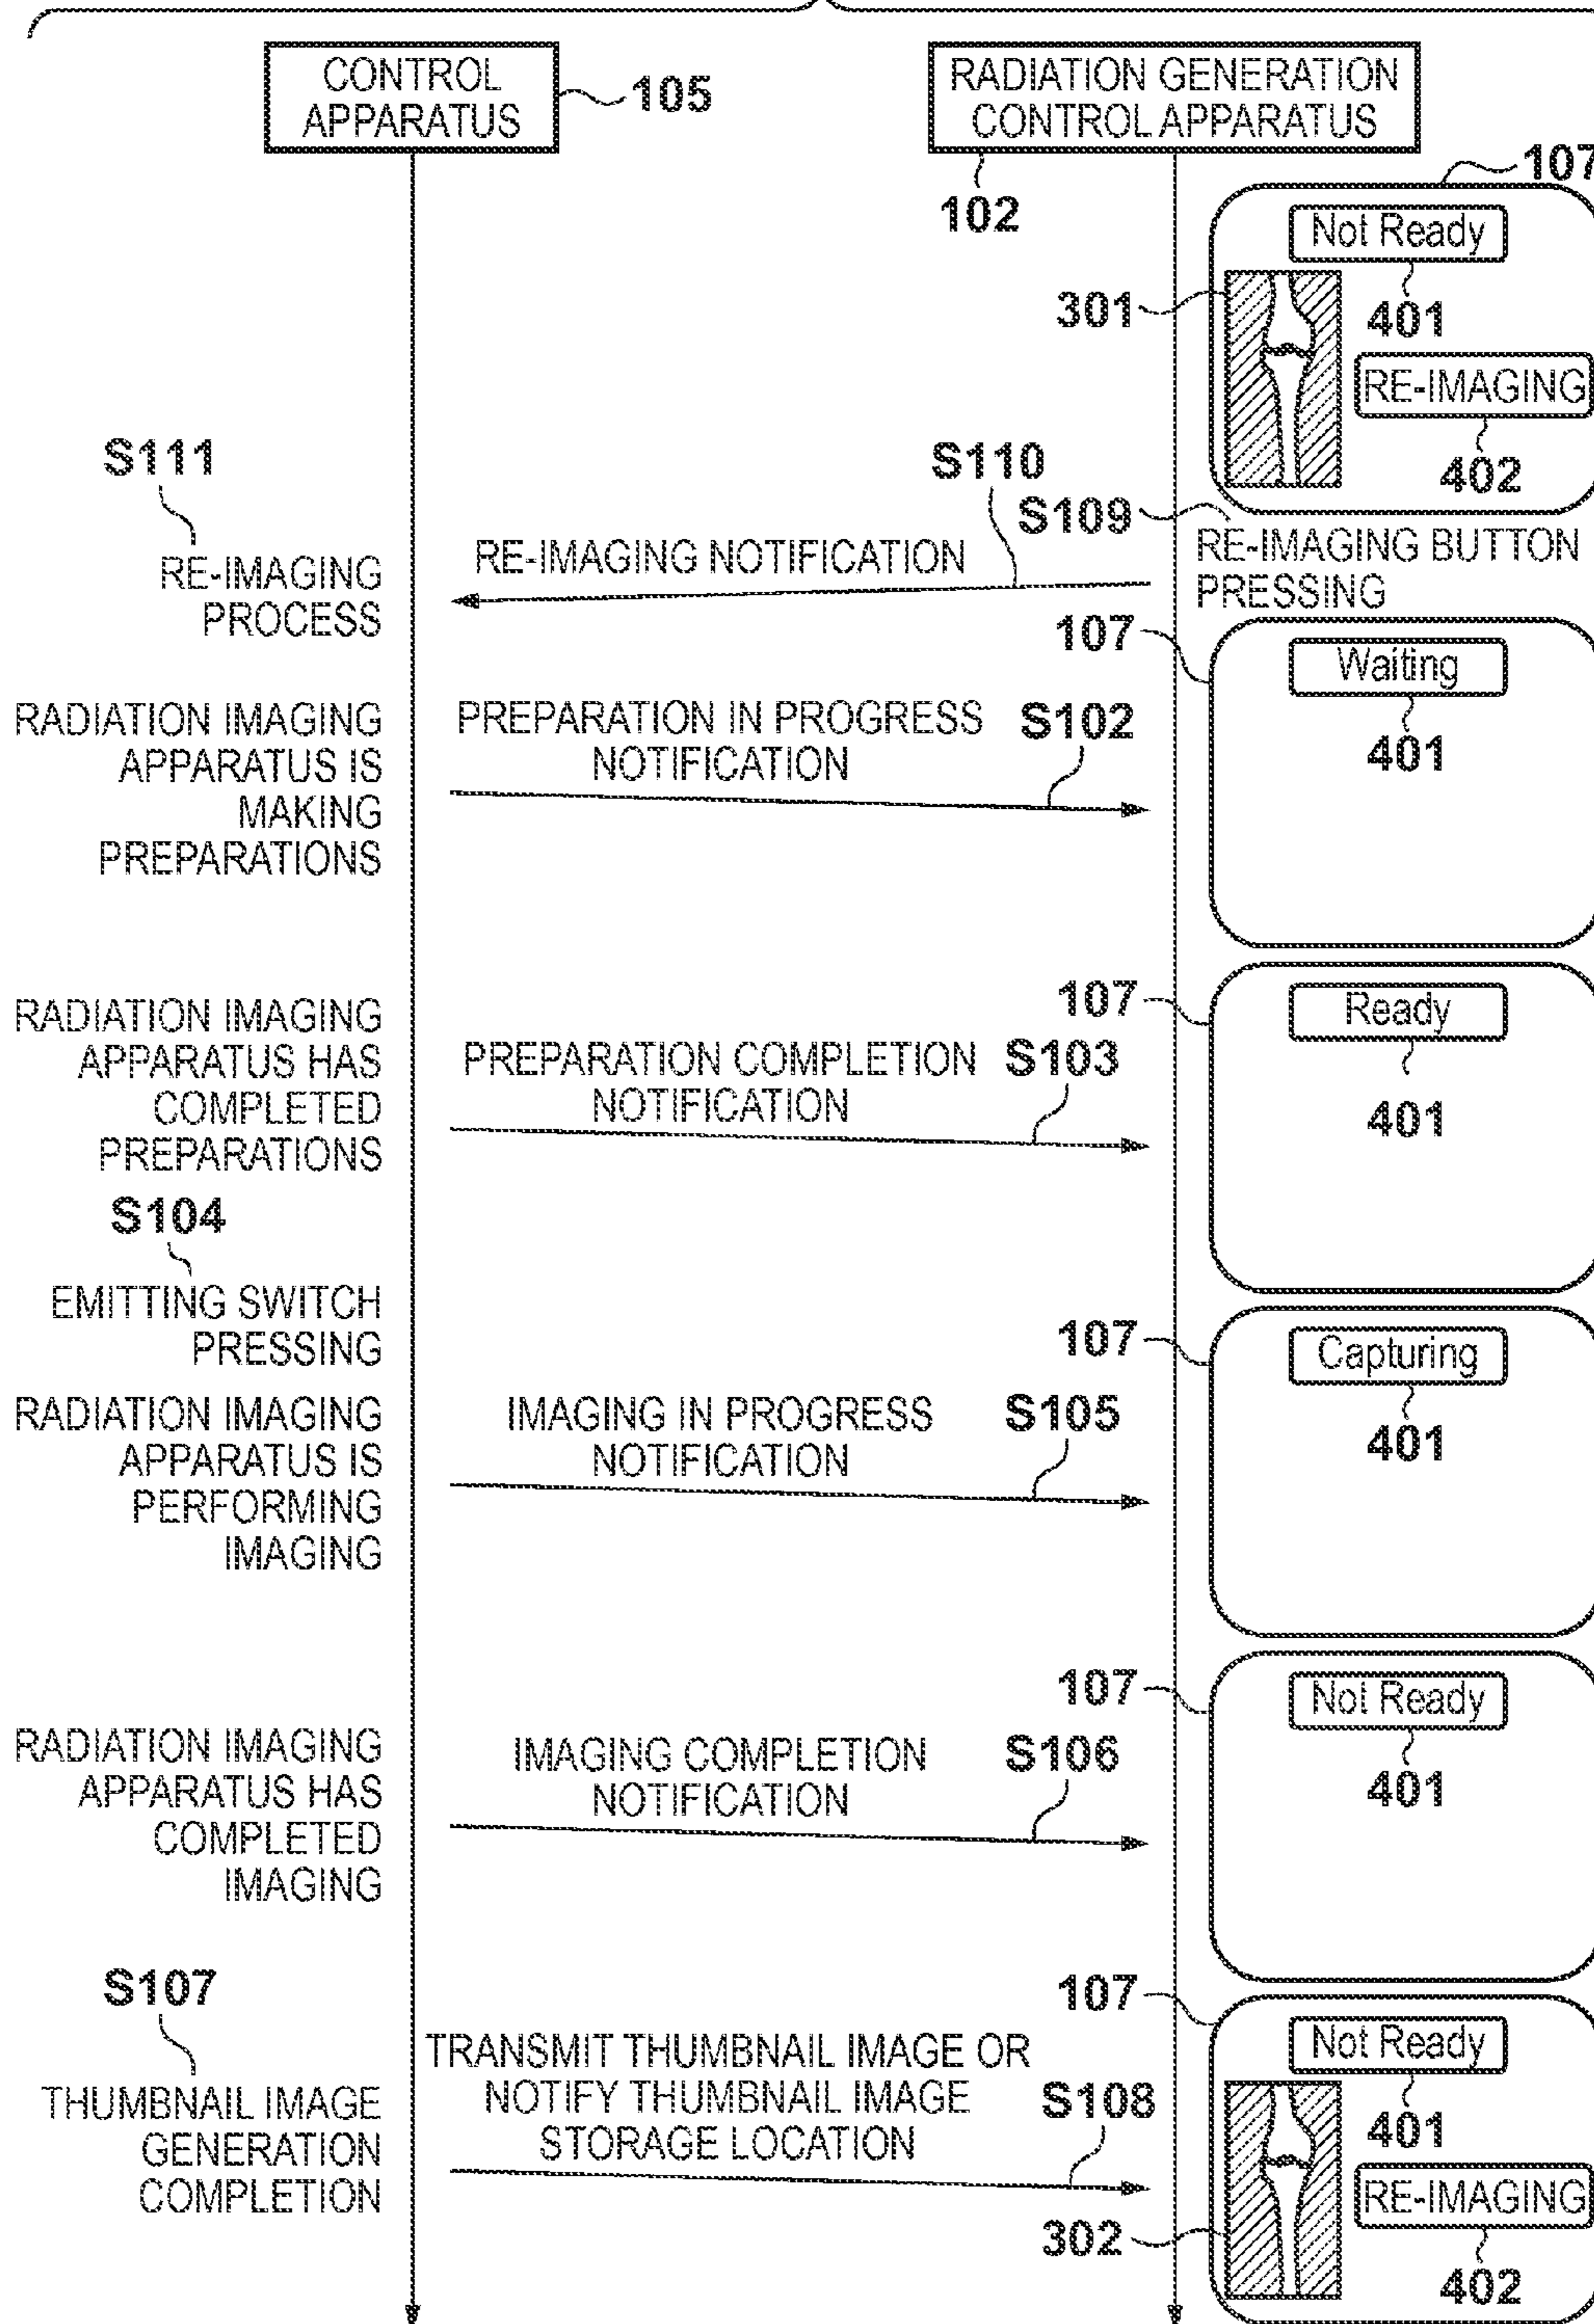 CONTROL
APPARATUS
105
RADIATION GENERATION
CONTROL APPARATUS
102
107
Not Ready
401
301
RE-IMAGING
402
S111
RE-IMAGING
PROCESS
S110
RE-IMAGING NOTIFICATION
S109
RE-IMAGING BUTTON
PRESSING
107
Waiting
401
RADIATION IMAGING
APPARATUS IS
MAKING
PREPARATIONS
PREPARATION IN PROGRESS
NOTIFICATION
S102
RADIATION IMAGING
APPARATUS HAS
COMPLETED
PREPARATIONS
PREPARATION COMPLETION
NOTIFICATION
S103
107
Ready
401
S104
EMITTING SWITCH
PRESSING
RADIATION IMAGING
APPARATUS IS
PERFORMING
IMAGING
IMAGING IN PROGRESS
NOTIFICATION
S105
107
Capturing
401
RADIATION IMAGING
APPARATUS HAS
COMPLETED
IMAGING
IMAGING COMPLETION
NOTIFICATION
S106
107
Not Ready
401
S107
THUMBNAIL IMAGE
GENERATION
COMPLETION
TRANSMIT THUMBNAIL IMAGE OR
NOTIFY THUMBNAIL IMAGE
STORAGE LOCATION
S108
107
Not Ready
401
302
RE-IMAGING
402